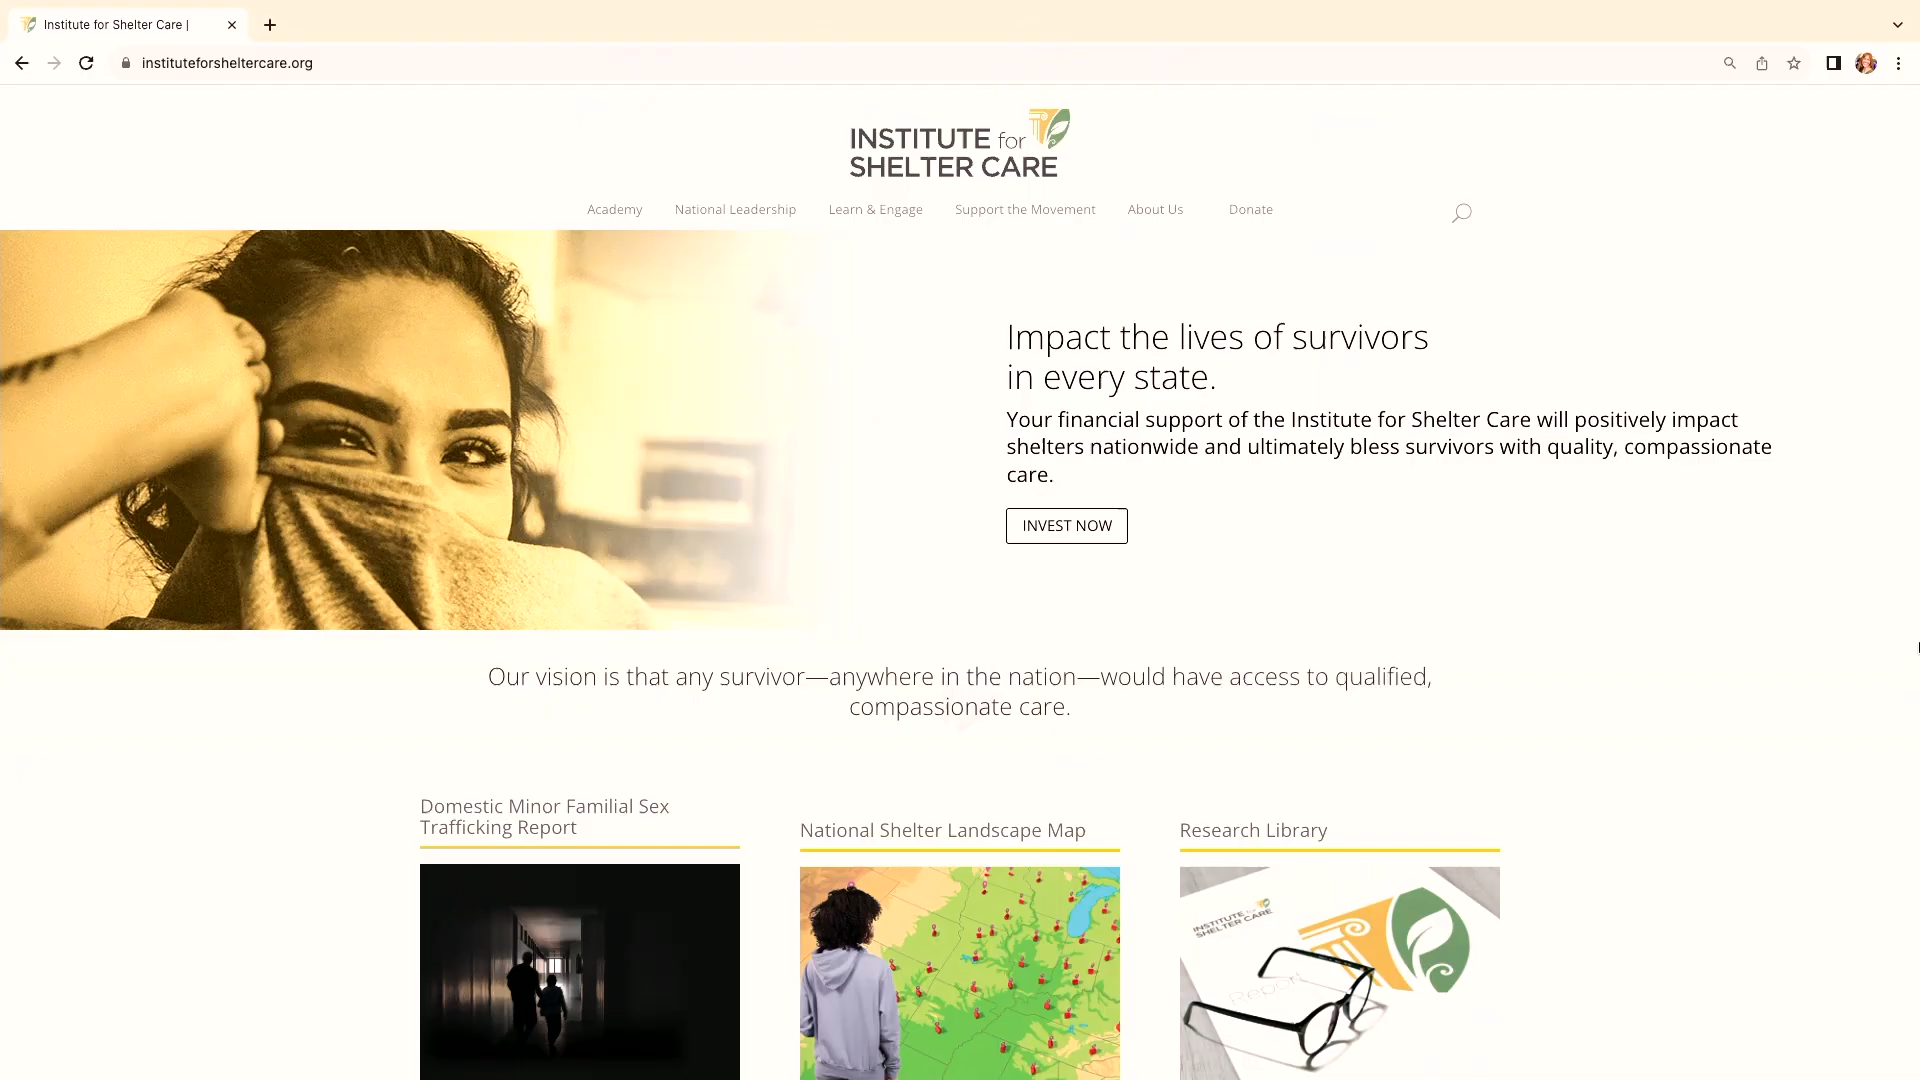 Institute for Shelter Care |
instituteforsheltercare.org
INSTITUTE for
SHELTER CARE
Academy National Leadership Learn & Engage Support the Movement About Us Donate
Impact the lives of survivors
in every state.
Your financial support of the Institute for Shelter Care will positively impact
shelters nationwide and ultimately bless survivors with quality, compassionate
care.
INVEST NOW
Our vision is that any survivor—anywhere in the nation—would have access to qualified,
compassionate care.
Domestic Minor Familial Sex
Trafficking Report
National Shelter Landscape Map
Research Library
INSTITUTE for
SHELTER CARE
Report